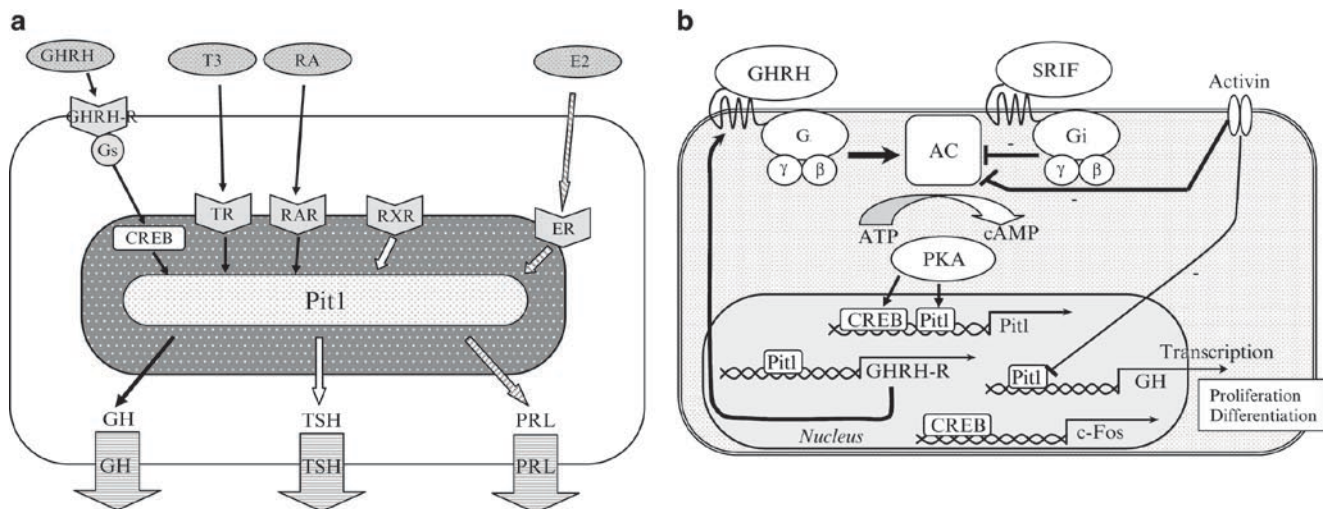 a
GHRH
T3
RA
E2
GHRH-R
Gs
TR
RAR
RXR
ER
CREB
Pit1
GH
TSH
PRL
GH
TSH
PRL
b
GHRH
SRIF
Activin
G
γ
β
AC
-
Gi
γ
β
-
ATP
cAMP
PKA
-
CREB
Pit1
Pit1
Pit1
GHRH-R
Pit1
GH
Transcription
Proliferation
Differentiation
CREB
c-Fos
Nucleus